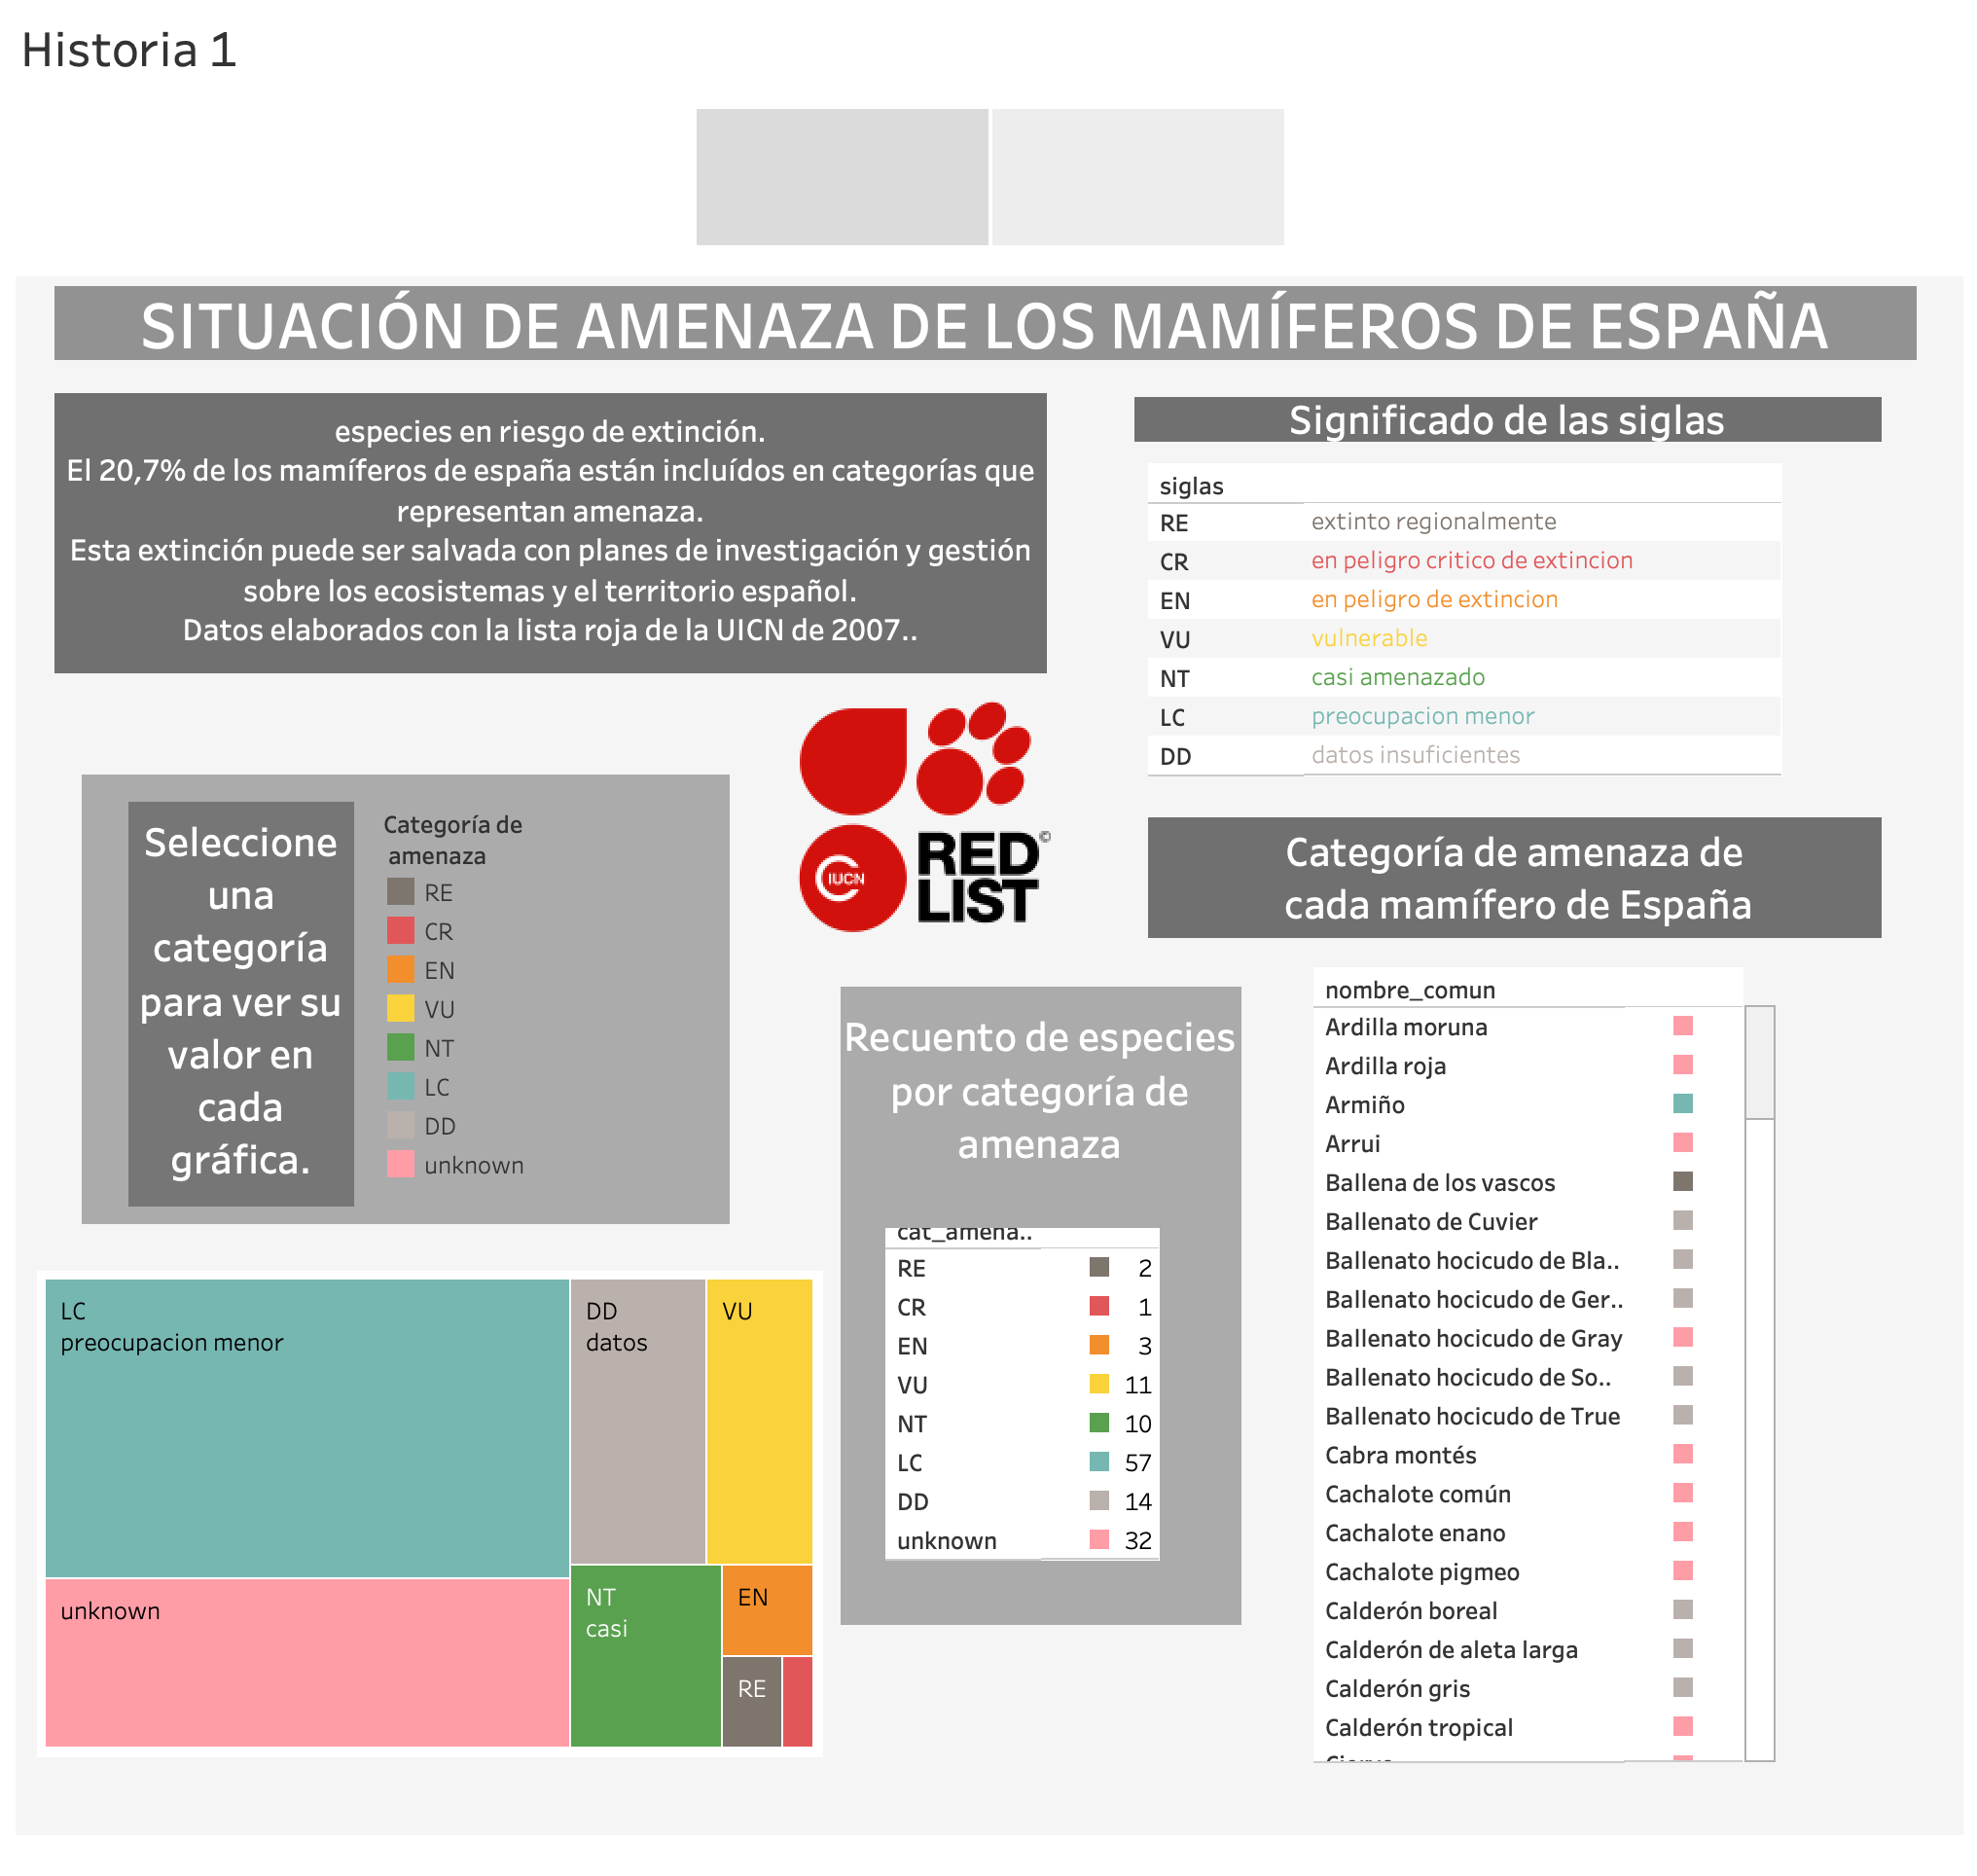 Historia 1
SITUACIÓN DE AMENAZA DE LOS MAMÍFEROS DE ESPAÑA
especies en riesgo de extinción.
El 20,7% de los mamíferos de españa están incluídos en categorías que
representan amenaza.
Esta extinción puede ser salvada con planes de investigación y gestión
sobre los ecosistemas y el territorio español.
Datos elaborados con la lista roja de la UICN de 2007..
Significado de las siglas
siglas
RE extinto regionalmente
CR en peligro critico de extincion
EN en peligro de extincion
VU vulnerable
NT casi amenazado
LC preocupacion menor
DD datos insuficientes
Seleccione
una
categoría
para ver su
valor en
cada
gráfica.
Categoría de
amenaza
RE
CR
EN
VU
NT
LC
DD
unknown
IUCN
RED
LIST
©
Categoría de amenaza de
cada mamífero de España
Recuento de especies
por categoría de
amenaza
cat_amena..
RE 2
CR 1
EN 3
VU 11
NT 10
LC 57
DD 14
unknown 32
nombre_comun
Ardilla moruna
Ardilla roja
Armiño
Arrui
Ballena de los vascos
Ballenato de Cuvier
Ballenato hocicudo de Bla..
Ballenato hocicudo de Ger..
Ballenato hocicudo de Gray
Ballenato hocicudo de So..
Ballenato hocicudo de True
Cabra montés
Cachalote común
Cachalote enano
Cachalote pigmeo
Calderón boreal
Calderón de aleta larga
Calderón gris
Calderón tropical
LC
preocupacion menor
DD
datos
VU
unknown
NT
casi
EN
RE